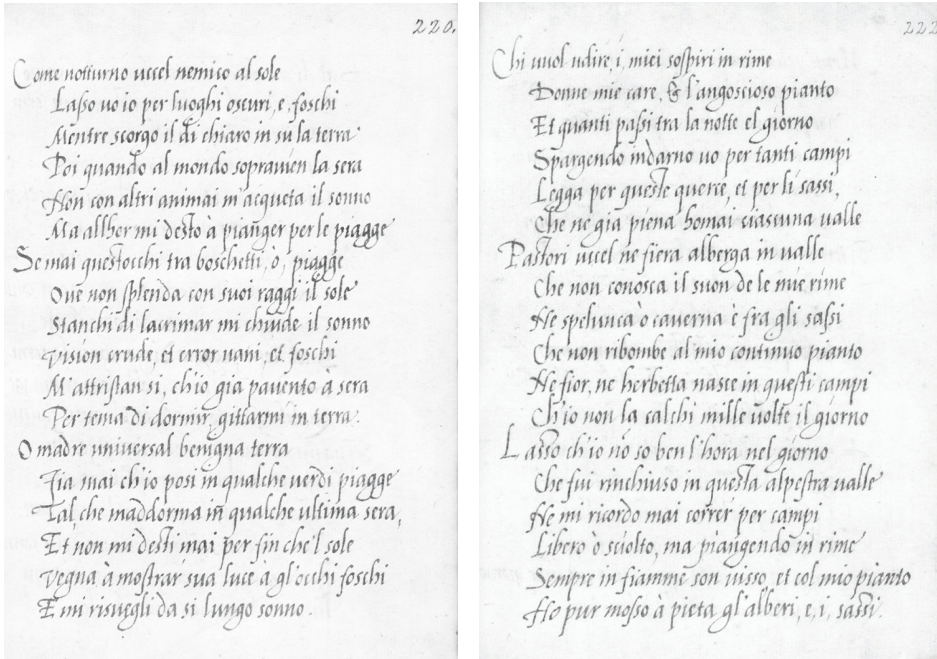 220.
Come notturno uccel nemico al sole
Lasso vo io per luoghi oscuri, e, foschi
Mentre scorgo il dì chiaro in su la terra
Poi quando al mondo sopravien la sera
Non con altri animai m'acqueta il sonno
Ma allhor mi desto à pianger per le piagge
Se mai quest'occhi tra boschetti, ò, piagge
Ove non splenda con suoi raggi il sole
Stanchi di lacrimar mi chiude il sonno
Vision crude, et error vani, et foschi
M'attristan si, ch'io gia pavento à sera
Per tema di dormir, gittarmi in terra.
O madre universal benigna terra
Fia mai ch'io posi in qualche verdi piagge
Tal che m'addorma in qualche ultima sera,
Et non mi desti mai per fin che'l sole
Vegna à mostrar sua luce à gl'occhi foschi
E mi risvegli da si lungo sonno.
222
Chi vuol udire i, miei sospiri in rime
Donne mie care, & l'angoscioso pianto
Et quanti passi tra la notte el giorno
Spargendo indarno vo per tanti campi
Legga per queste querce, et per li sassi,
Che ne gia piena homai ciascuna valle
Pastori uccel ne fiera alberga in valle
Che non conosca il suon de le mie rime
Ne spelunca ò caverna è fra gli sassi
Che non ribombe al mio continuo pianto
Ne fior, ne herbetta nasce in questi campi
Ch'io non la calchi mille volte il giorno
Lasso ch'io nò so ben l'hora nel giorno
Che fui rinchiuso in questa alpestra valle
Ne mi ricordo mai correr per campi
Libero ò sciolto, ma piangendo in rime
Sempre in fiamme son visso, et col mio pianto
Ho pur mosso à pieta gl'alberi, e, i, sassi.